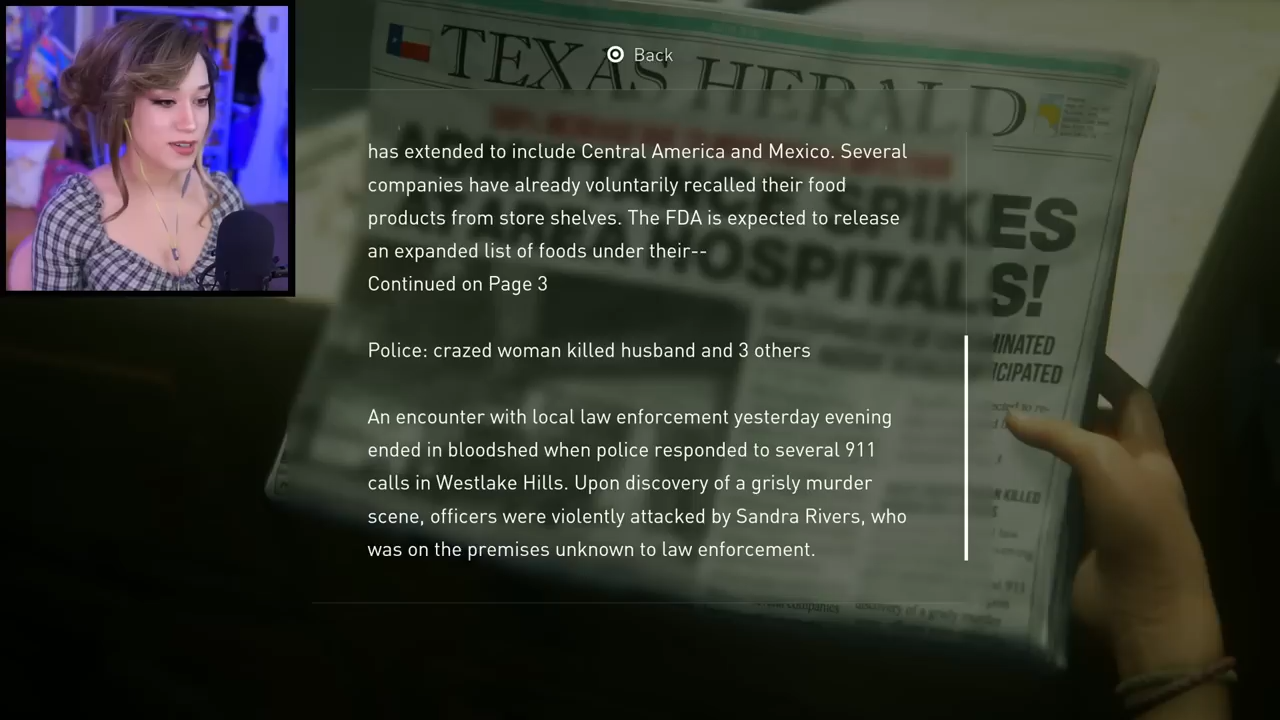 Back
TEXAS HERALD
SPIKES
HOSPITALS!
has extended to include Central America and Mexico. Several
companies have already voluntarily recalled their food
products from store shelves. The FDA is expected to release
an expanded list of foods under their--
Continued on Page 3
Police: crazed woman killed husband and 3 others
An encounter with local law enforcement yesterday evening
ended in bloodshed when police responded to several 911
calls in Westlake Hills. Upon discovery of a grisly murder
scene, officers were violently attacked by Sandra Rivers, who
was on the premises unknown to law enforcement.